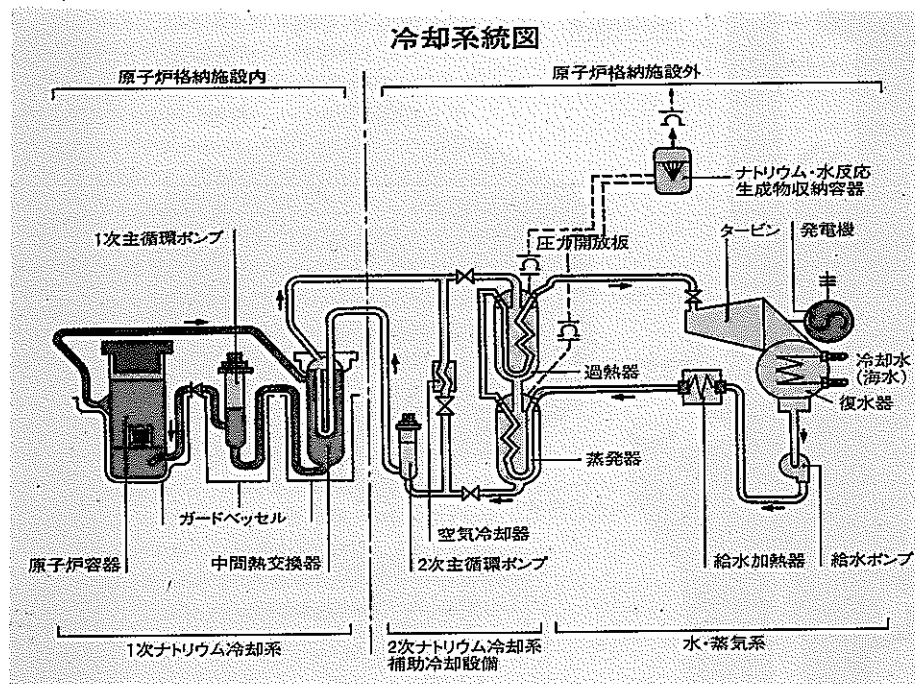 冷却系統図
原子炉格納施設内
原子炉格納施設外
ナトリウム・水反応
生成物収納容器
1次主循環ポンプ
圧力開放板
タービン
発電機
冷却水
(海水)
復水器
過熱器
蒸発器
ガードベッセル
空気冷却器
原子炉容器
中間熱交換器
2次主循環ポンプ
給水加熱器
給水ポンプ
1次ナトリウム冷却系
2次ナトリウム冷却系
補助冷却設備
水・蒸気系